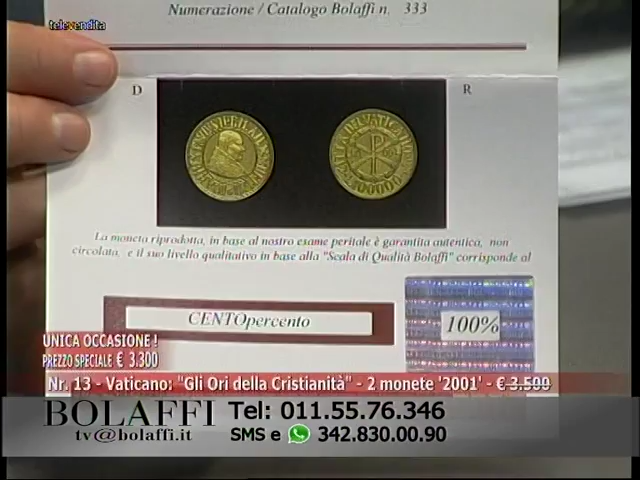 televendita
Numerazione / Catalogo Bolaffi n. 333
D
R
La moneta riprodotta, in base al nostro esame peritale è garantita autentica, non
circolata, e il suo livello qualitativo in base alla "Scala di Qualità Bolaffi" corrisponde al
CENTOpercento
100%
UNICA OCCASIONE !
PREZZO SPECIALE € 3.300
Nr. 13 - Vaticano: "Gli Ori della Cristianità" - 2 monete '2001' - € 3.599
BOLAFFI
tv@bolaffi.it
Tel: 011.55.76.346
SMS e 342.830.00.90